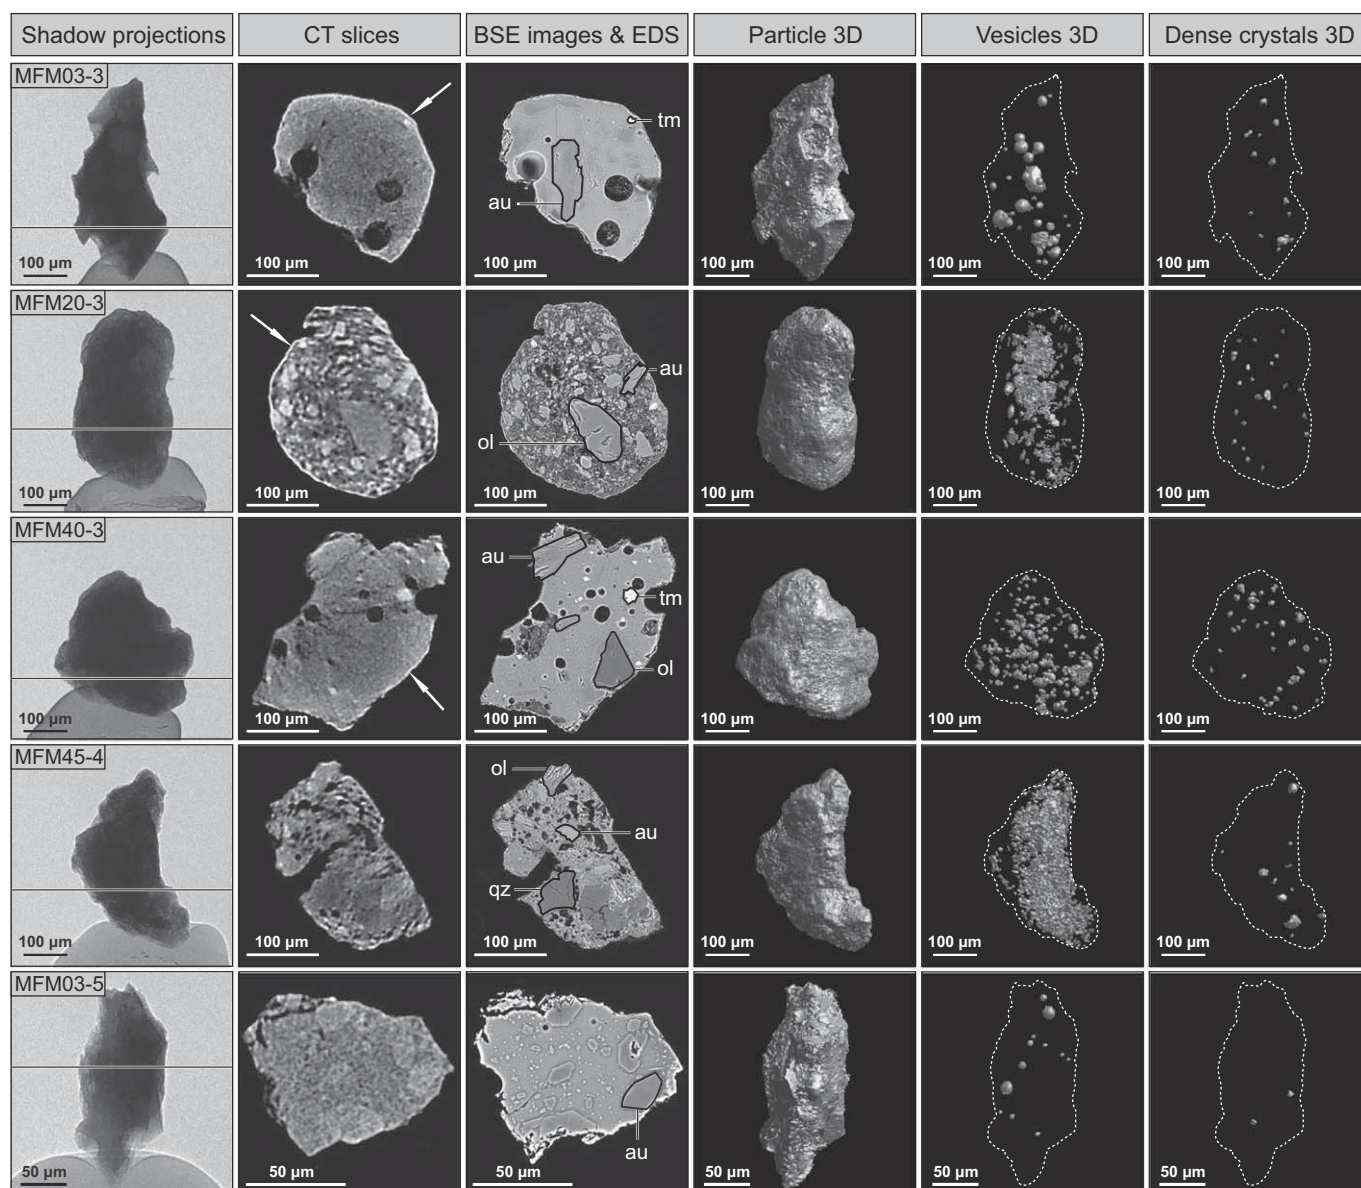 Shadow projections
CT slices
BSE images & EDS
Particle 3D
Vesicles 3D
Dense crystals 3D
MFM03-3
tm
au
100 µm
100 µm
100 µm
100 µm
100 µm
100 µm
MFM20-3
au
ol
100 µm
100 µm
100 µm
100 µm
100 µm
100 µm
MFM40-3
au
tm
ol
100 µm
100 µm
100 µm
100 µm
100 µm
100 µm
MFM45-4
ol
au
qz
100 µm
100 µm
100 µm
100 µm
100 µm
100 µm
MFM03-5
au
50 µm
50 µm
50 µm
50 µm
50 µm
50 µm